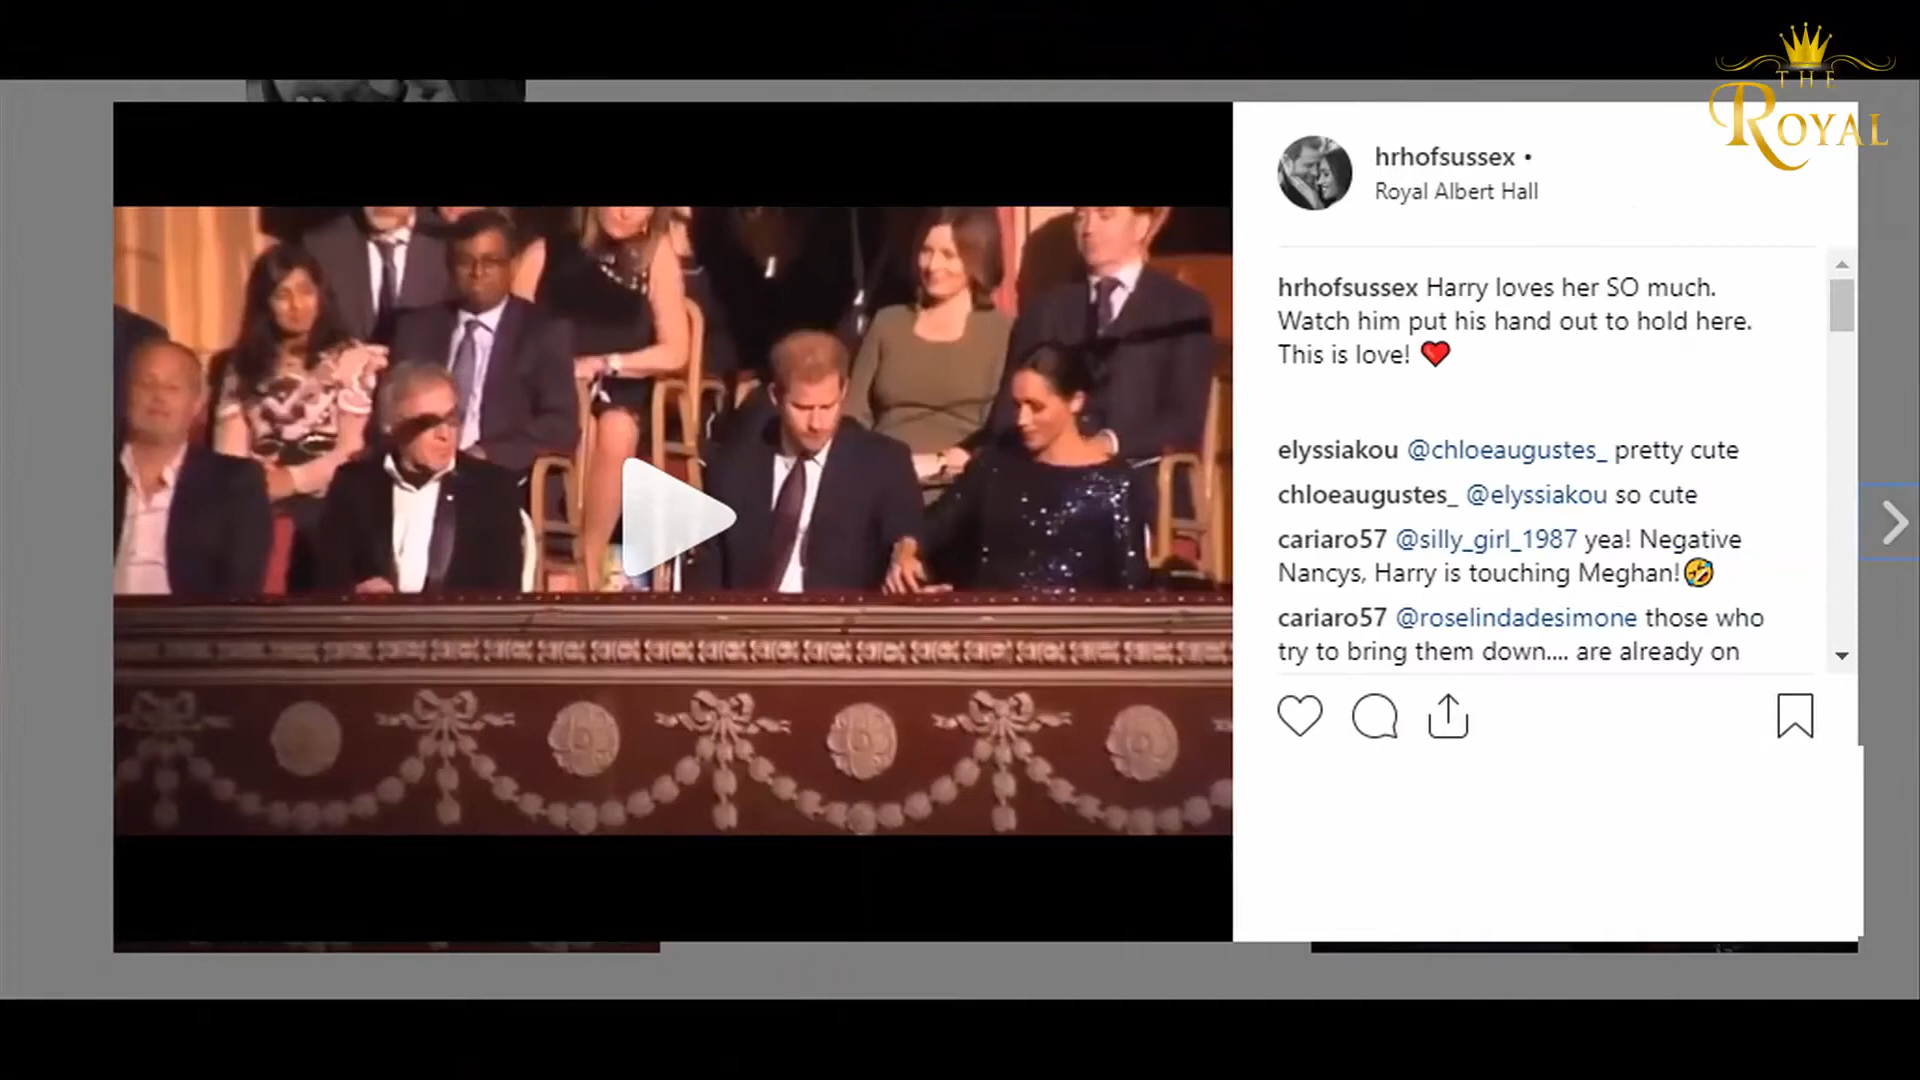 THE
ROYAL
hrhofsussex •
Royal Albert Hall
hrhofsussex Harry loves her SO much.
Watch him put his hand out to hold here.
This is love! ❤️
elyssiakou @chloeaugustes_ pretty cute
chloeaugustes_ @elyssiakou so cute
cariaro57 @silly_girl_1987 yea! Negative
Nancys, Harry is touching Meghan!🤣
cariaro57 @roselindadesimone those who
try to bring them down.... are already on